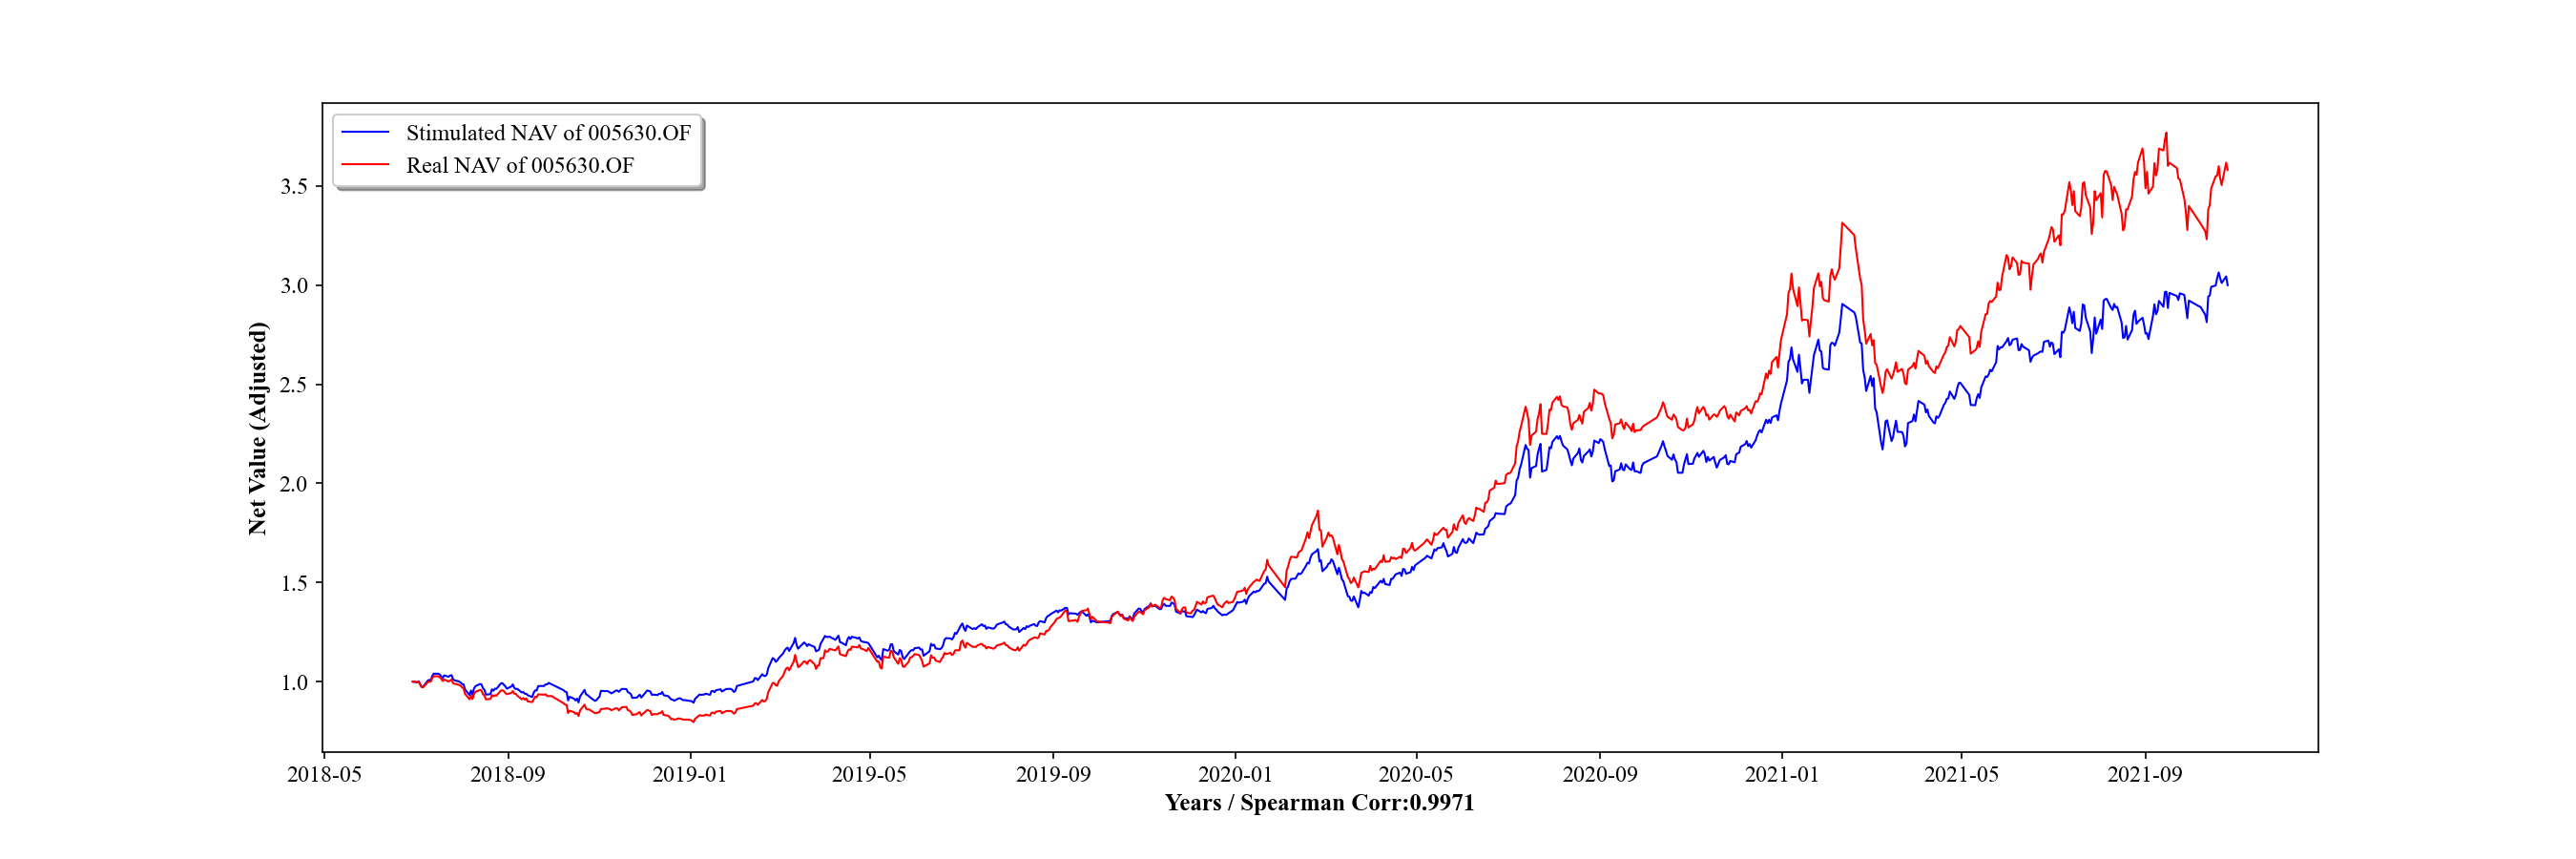 Stimulated NAV of 005630.OF
Real NAV of 005630.OF
Net Value (Adjusted)
3.5
3.0
2.5
2.0
1.5
1.0
2018-05 2018-09 2019-01 2019-05 2019-09 2020-01 2020-05 2020-09 2021-01 2021-05 2021-09
Years / Spearman Corr:0.9971